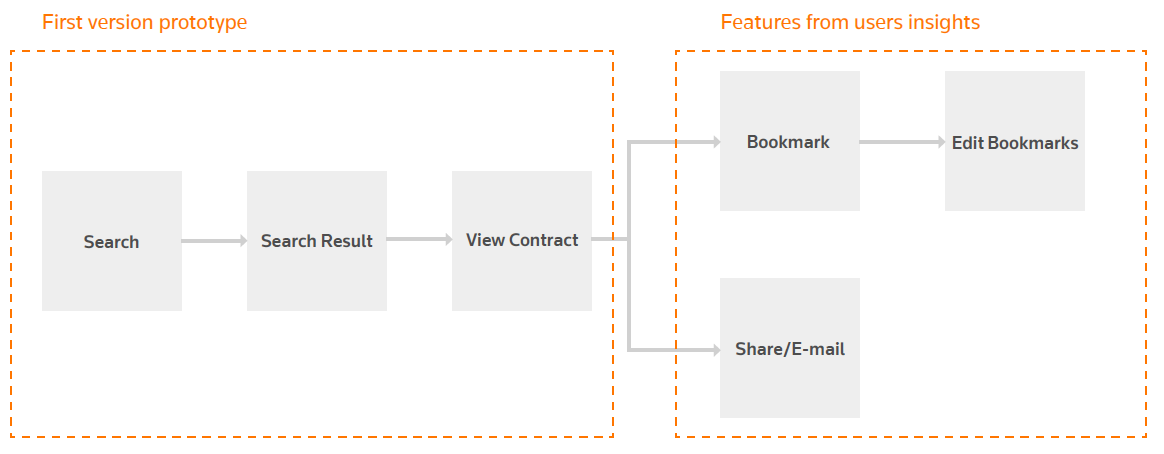 First version prototype
Features from users insights
Search
Search Result
View Contract
Bookmark
Edit Bookmarks
Share/E-mail